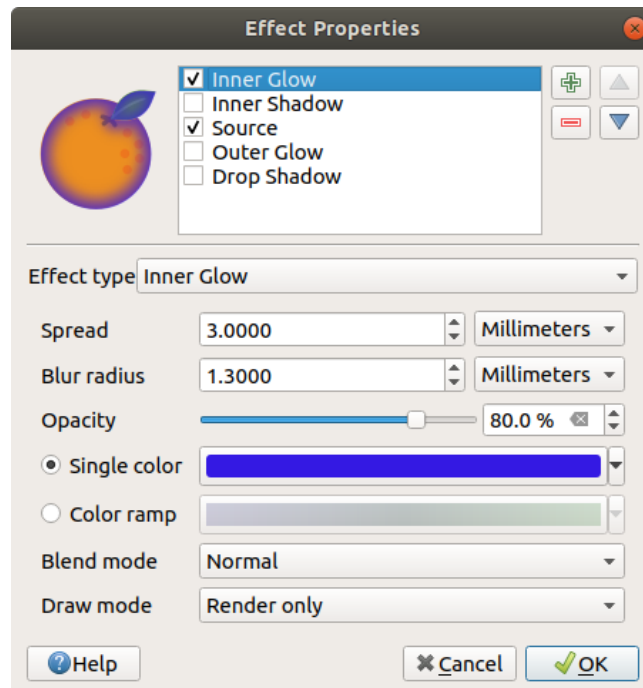 Effect Properties
Inner Glow
Inner Shadow
Source
Outer Glow
Drop Shadow
Effect type Inner Glow
Spread 3.0000 Millimeters
Blur radius 1.3000 Millimeters
Opacity 80.0 %
Single color
Color ramp
Blend mode Normal
Draw mode Render only
?Help Cancel OK